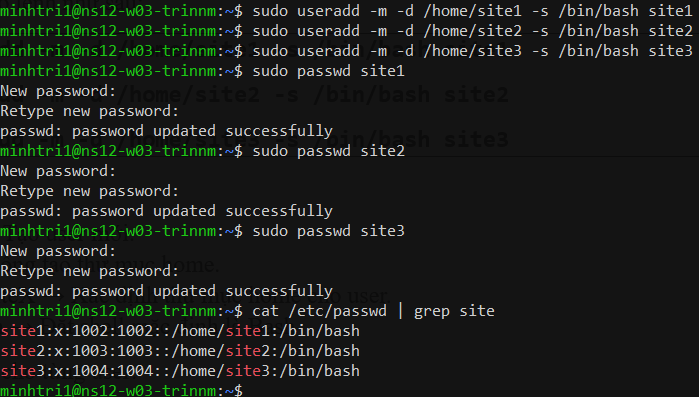 minhtri1@ns12-w03-trinnm:~$ sudo useradd -m -d /home/site1 -s /bin/bash site1
minhtri1@ns12-w03-trinnm:~$ sudo useradd -m -d /home/site2 -s /bin/bash site2
minhtri1@ns12-w03-trinnm:~$ sudo useradd -m -d /home/site3 -s /bin/bash site3
minhtri1@ns12-w03-trinnm:~$ sudo passwd site1
New password:
Retype new password:
passwd: password updated successfully
minhtri1@ns12-w03-trinnm:~$ sudo passwd site2
New password:
Retype new password:
passwd: password updated successfully
minhtri1@ns12-w03-trinnm:~$ sudo passwd site3
New password:
Retype new password:
passwd: password updated successfully
minhtri1@ns12-w03-trinnm:~$ cat /etc/passwd | grep site
site1:x:1002:1002::/home/site1:/bin/bash
site2:x:1003:1003::/home/site2:/bin/bash
site3:x:1004:1004::/home/site3:/bin/bash
minhtri1@ns12-w03-trinnm:~$